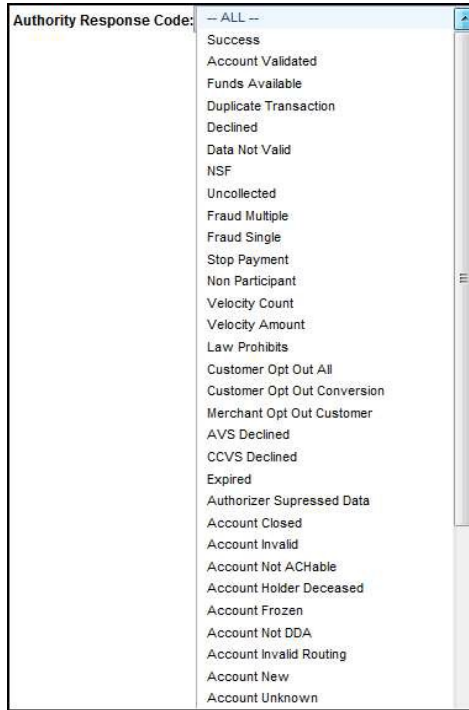 Authority Response Code: -- ALL --
Success
Account Validated
Funds Available
Duplicate Transaction
Declined
Data Not Valid
NSF
Uncollected
Fraud Multiple
Fraud Single
Stop Payment
Non Participant
Velocity Count
Velocity Amount
Law Prohibits
Customer Opt Out All
Customer Opt Out Conversion
Merchant Opt Out Customer
AVS Declined
CCVS Declined
Expired
Authorizer Supressed Data
Account Closed
Account Invalid
Account Not ACHable
Account Holder Deceased
Account Frozen
Account Not DDA
Account Invalid Routing
Account New
Account Unknown